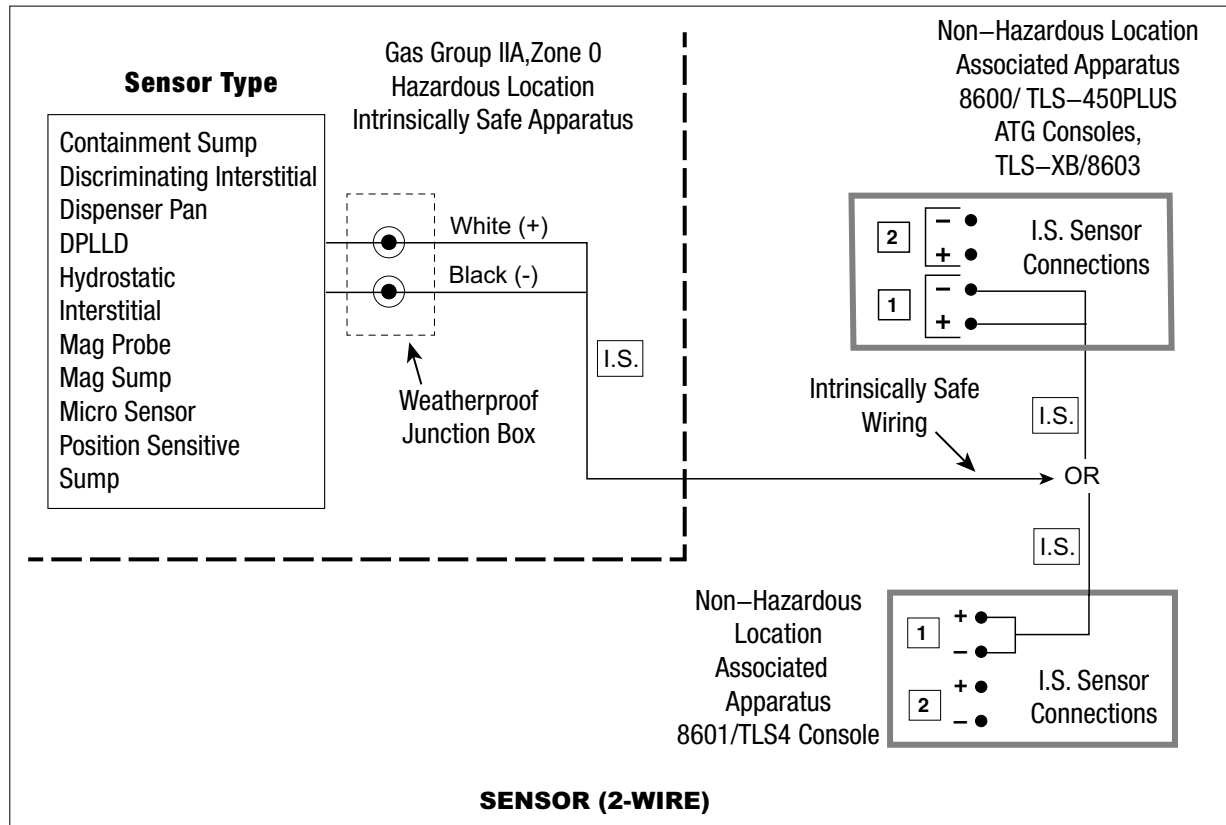 Sensor Type
Containment Sump
Discriminating Interstitial
Dispenser Pan
DPLLD
Hydrostatic
Interstitial
Mag Probe
Mag Sump
Micro Sensor
Position Sensitive
Sump
Gas Group IIA,Zone 0
Hazardous Location
Intrinsically Safe Apparatus
White (+)
Black (-)
I.S.
Weatherproof
Junction Box
Non–Hazardous Location
Associated Apparatus
8600/ TLS–450PLUS
ATG Consoles,
TLS–XB/8603
2
–
+
1
–
+
I.S. Sensor
Connections
Intrinsically Safe
Wiring
I.S.
OR
I.S.
Non–Hazardous
Location
Associated
Apparatus
8601/TLS4 Console
1
+
–
2
+
–
I.S. Sensor
Connections
SENSOR (2-WIRE)